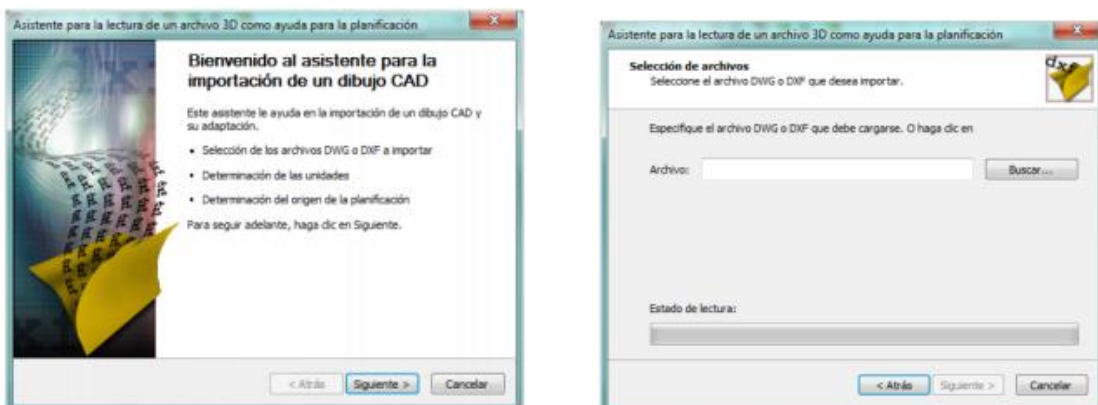 Asistente para la lectura de un archivo 3D como ayuda para la planificación
Bienvenido al asistente para la
importación de un dibujo CAD
Este asistente le ayuda en la importación de un dibujo CAD y
su adaptación.
• Selección de los archivos DWG o DXF a importar
• Determinación de las unidades
• Determinación del origen de la planificación
Para seguir adelante, haga clic en Siguiente.
< Atrás Siguiente > Cancelar
Asistente para la lectura de un archivo 3D como ayuda para la planificación
Selección de archivos
Seleccione el archivo DWG o DXF que desea importar.
dxf
Especifique el archivo DWG o DXF que debe cargarse. O haga clic en
Archivo: Buscar...
Estado de lectura:
< Atrás Siguiente > Cancelar